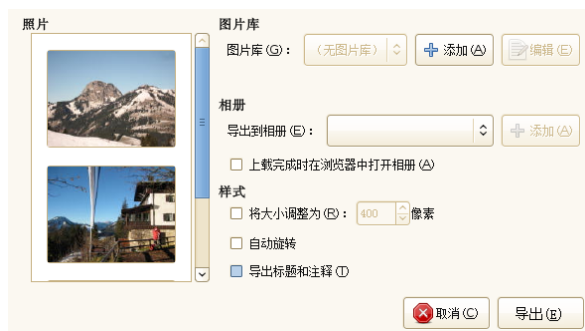 照片
图片库
图片库(G)： (无图片库) 添加(A) 编辑(E)
相册
导出到相册(E)： 添加(A)
上载完成时在浏览器中打开相册(A)
样式
将大小调整为(R)： 400 像素
自动旋转
导出标题和注释(T)
取消(C) 导出(E)